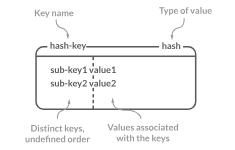 Key name
Type of value
hash-key
hash
sub-key1 value1
sub-key2 value2
Distinct keys,
undefined order
Values associated
with the keys